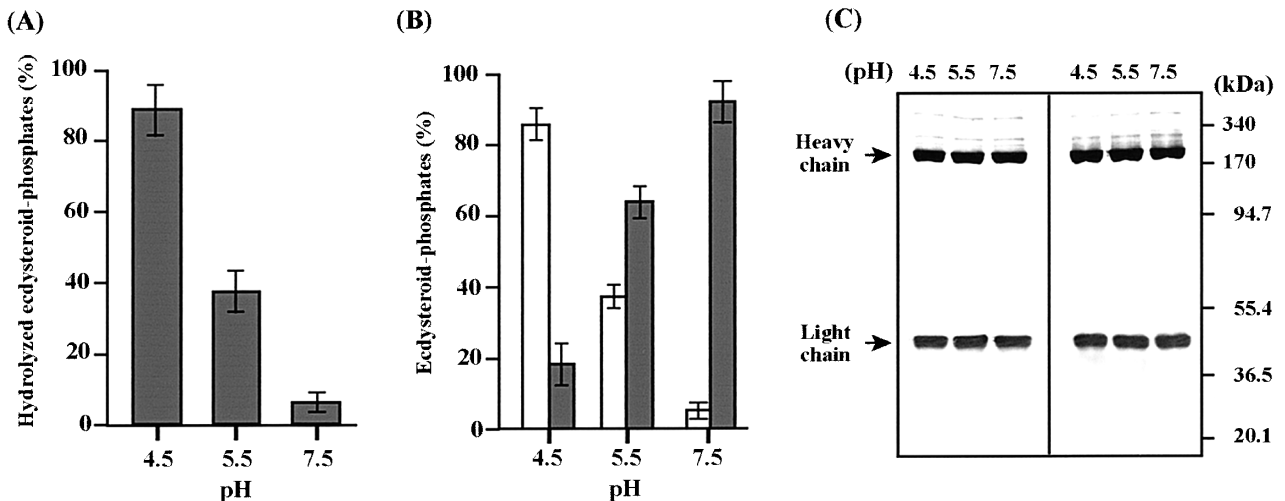 (A)
Hydrolyzed ecdysteroid-phosphates (%)
100
80
60
40
20
0
4.5 5.5 7.5
pH
(B)
Ecdysteroid-phosphates (%)
100
80
60
40
20
0
4.5 5.5 7.5
pH
(C)
(pH) 4.5 5.5 7.5 4.5 5.5 7.5 (kDa)
Heavy
chain
Light
chain
340
170
94.7
55.4
36.5
20.1